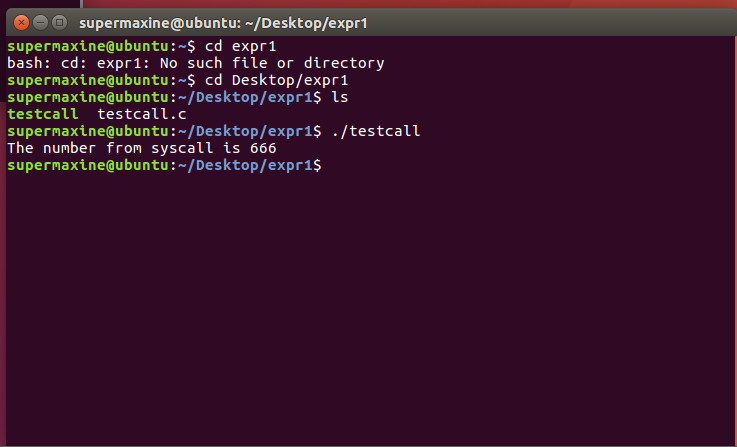 supermaxine@ubuntu: ~/Desktop/expr1
supermaxine@ubuntu:~$ cd expr1
bash: cd: expr1: No such file or directory
supermaxine@ubuntu:~$ cd Desktop/expr1
supermaxine@ubuntu:~/Desktop/expr1$ ls
testcall  testcall.c
supermaxine@ubuntu:~/Desktop/expr1$ ./testcall
The number from syscall is 666
supermaxine@ubuntu:~/Desktop/expr1$